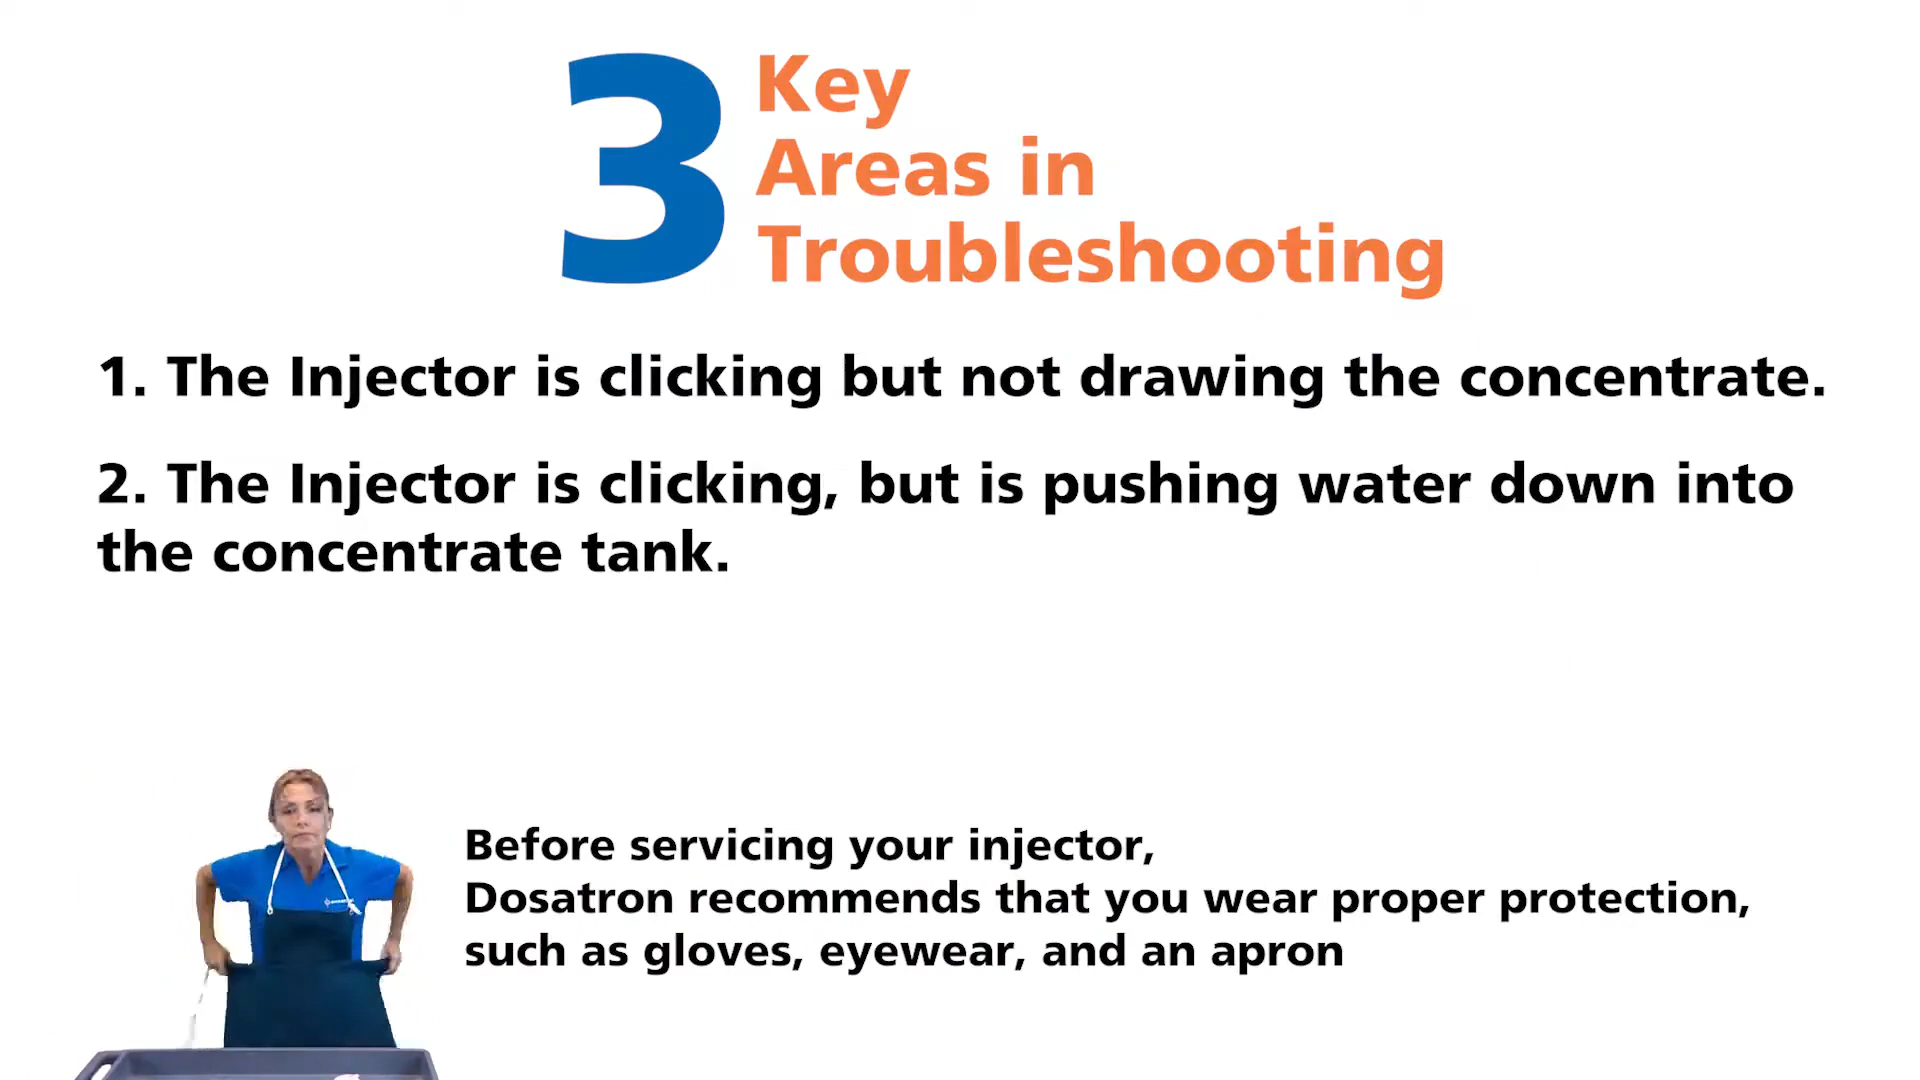 3 Key
Areas in
Troubleshooting
1. The Injector is clicking but not drawing the concentrate.
2. The Injector is clicking, but is pushing water down into
the concentrate tank.
Before servicing your injector,
Dosatron recommends that you wear proper protection,
such as gloves, eyewear, and an apron